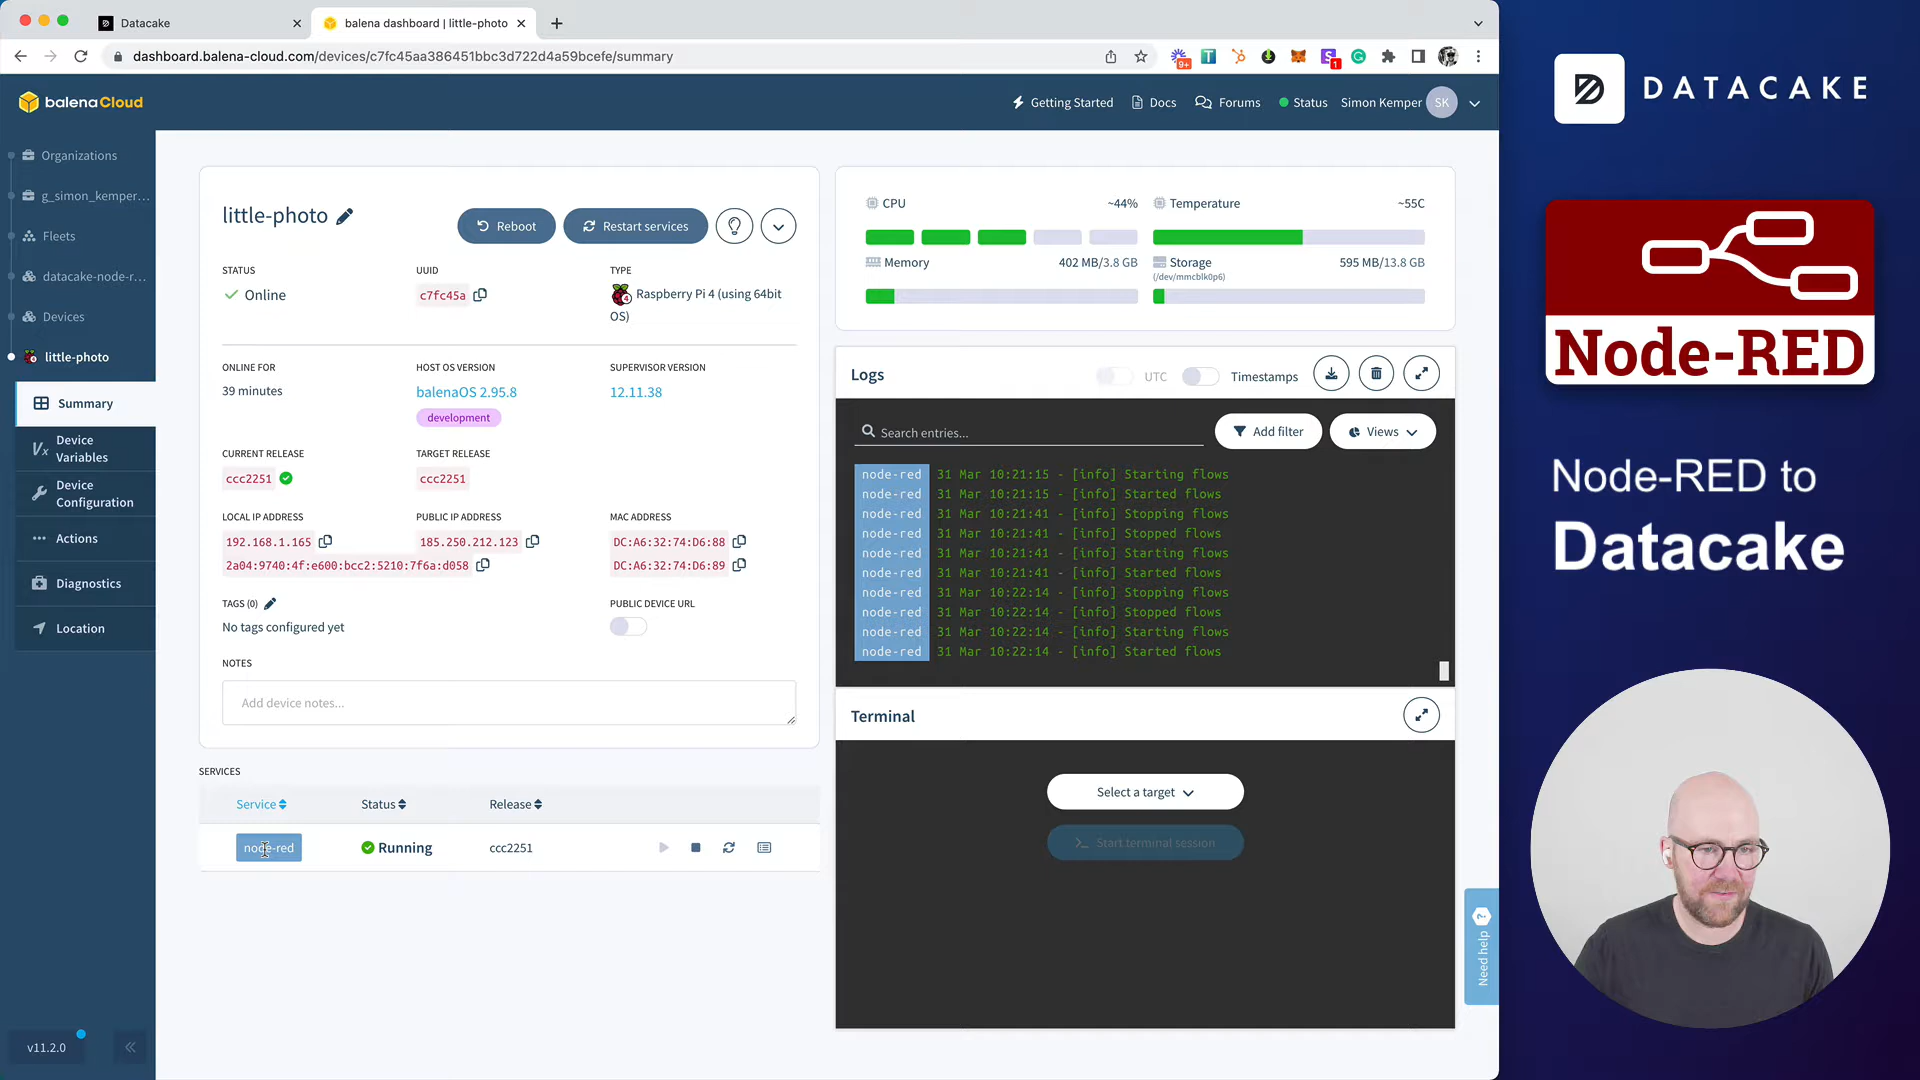 Datacake
balena dashboard | little-photo
dashboard.balena-cloud.com/devices/c7fc45aa386451bbc3d722d4a59bcefe/summary
9+
1
balenaCloud
Getting Started
Docs
Forums
Status
Simon Kemper
SK
Organizations
g_simon_kemper...
Fleets
datacake-node-r...
Devices
little-photo
Summary
Device Variables
Device Configuration
Actions
Diagnostics
Location
v11.2.0
little-photo
Reboot
Restart services
STATUS
Online
UUID
c7fc45a
TYPE
Raspberry Pi 4 (using 64bit
OS)
ONLINE FOR
39 minutes
HOST OS VERSION
balenaOS 2.95.8
development
SUPERVISOR VERSION
12.11.38
CURRENT RELEASE
ccc2251
TARGET RELEASE
ccc2251
LOCAL IP ADDRESS
192.168.1.165
2a04:9740:4f:e600:bcc2:5210:7f6a:d058
PUBLIC IP ADDRESS
185.250.212.123
MAC ADDRESS
DC:A6:32:74:D6:88
DC:A6:32:74:D6:89
TAGS (0)
No tags configured yet
PUBLIC DEVICE URL
NOTES
Add device notes...
SERVICES
Service
Status
Release
node-red
Running
ccc2251
CPU
~44%
Temperature
~55C
Memory
402 MB/3.8 GB
Storage
595 MB/13.8 GB
(/dev/mmcblk0p6)
Logs
UTC
Timestamps
Search entries...
Add filter
Views
node-red 31 Mar 10:21:15 - [info] Starting flows
node-red 31 Mar 10:21:15 - [info] Started flows
node-red 31 Mar 10:21:41 - [info] Stopping flows
node-red 31 Mar 10:21:41 - [info] Stopped flows
node-red 31 Mar 10:21:41 - [info] Starting flows
node-red 31 Mar 10:21:41 - [info] Started flows
node-red 31 Mar 10:22:14 - [info] Stopping flows
node-red 31 Mar 10:22:14 - [info] Stopped flows
node-red 31 Mar 10:22:14 - [info] Starting flows
node-red 31 Mar 10:22:14 - [info] Started flows
Terminal
Select a target
Start terminal session
Need help
?
DATACAKE
Node-RED
Node-RED to
Datacake